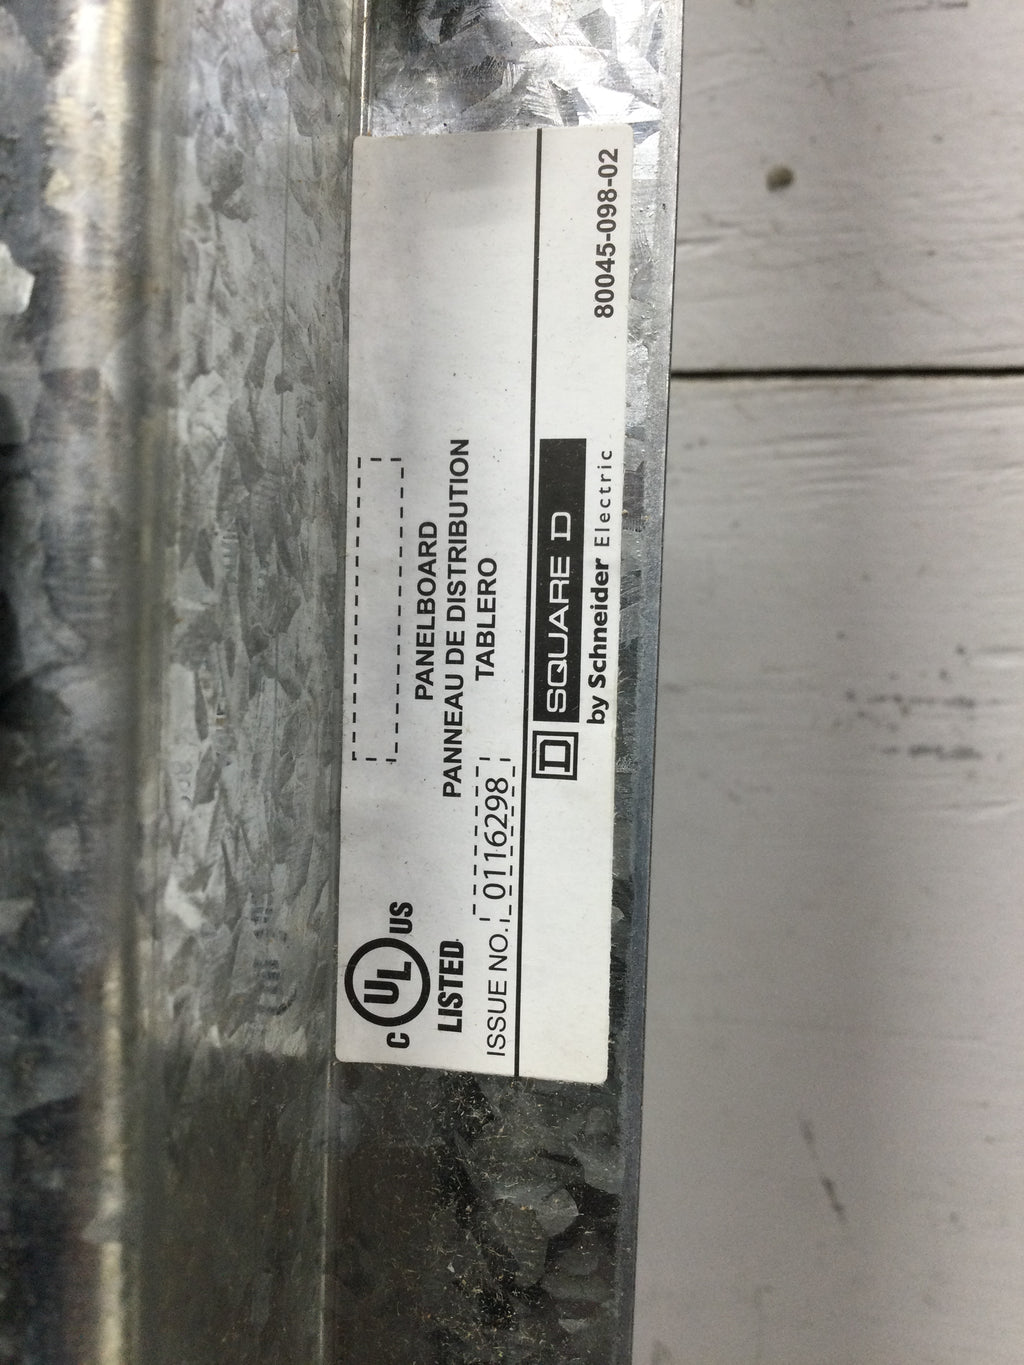 PANELBOARD
PANNEAU DE DISTRIBUTION
TABLERO
C UL US
LISTED
ISSUE NO. 0116298
D SQUARE D
by Schneider Electric
80045-098-02